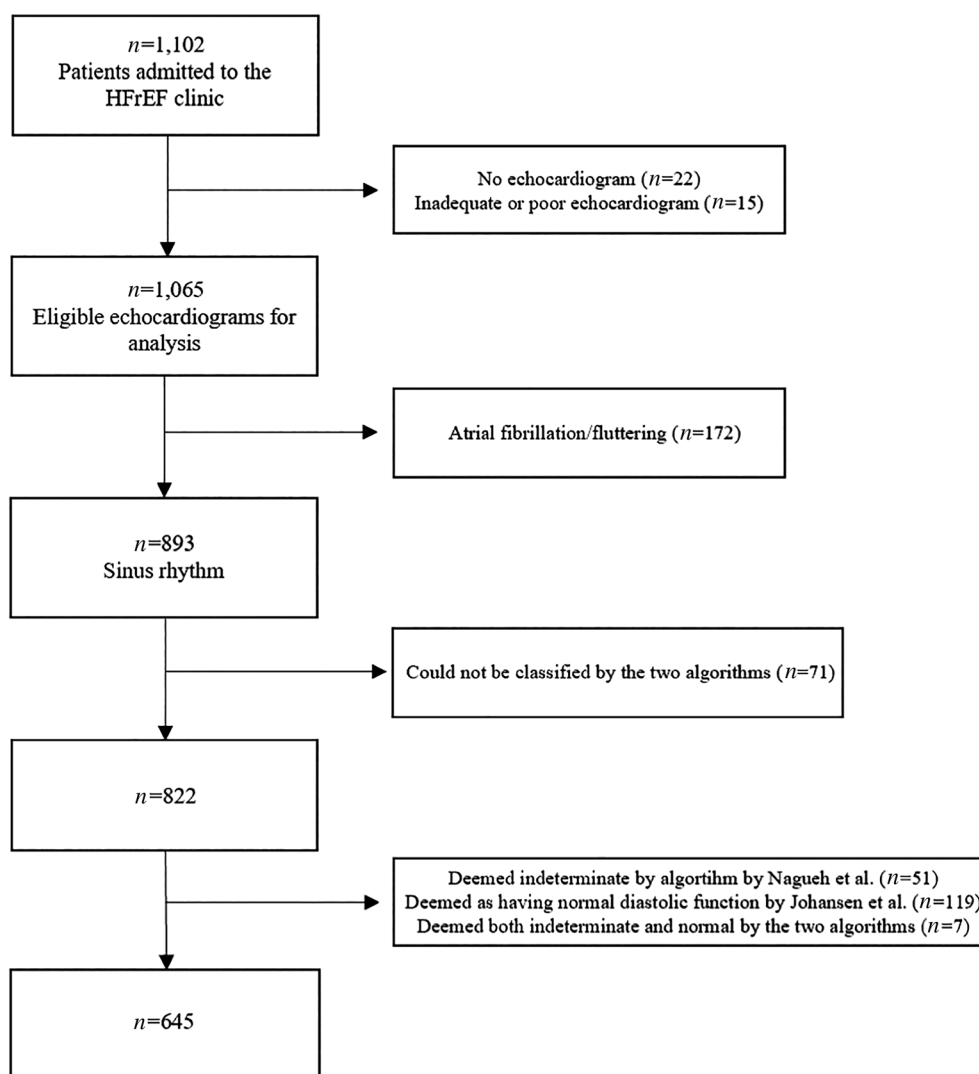 n=1,102
Patients admitted to the
HFrEF clinic
No echocardiogram (n=22)
Inadequate or poor echocardiogram (n=15)
n=1,065
Eligible echocardiograms for
analysis
Atrial fibrillation/fluttering (n=172)
n=893
Sinus rhythm
Could not be classified by the two algorithms (n=71)
n=822
Deemed indeterminate by algortihm by Nagueh et al. (n=51)
Deemed as having normal diastolic function by Johansen et al. (n=119)
Deemed both indeterminate and normal by the two algorithms (n=7)
n=645